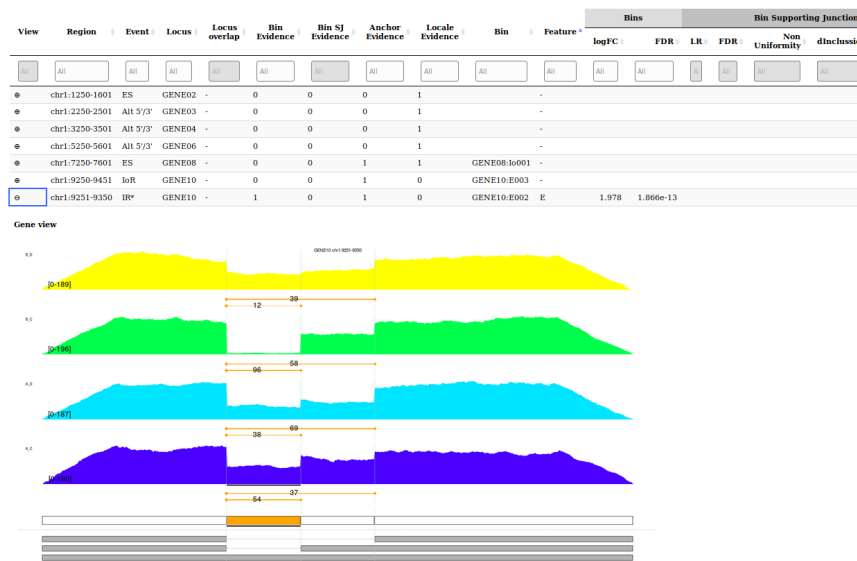 Bins Bin Supporting Junction
View Region Event Locus Locus overlap Bin Evidence Bin SJ Evidence Anchor Evidence Locale Evidence Bin Feature logFC FDR LR FDR Non Uniformity dInclusio
All All All All All All All All All All All All All A All All All
⊕ chr1:1250-1601 ES GENE02 - 0 0 0 1 -
⊕ chr1:2250-2501 Alt 5'/3' GENE03 - 0 0 0 1 -
⊕ chr1:3250-3501 Alt 5'/3' GENE04 - 0 0 0 1 -
⊕ chr1:5250-5601 Alt 5'/3' GENE06 - 0 0 0 1 -
⊕ chr1:7250-7601 ES GENE08 - 0 0 1 1 GENE08:Io001 -
⊕ chr1:9250-9451 IoR GENE10 - 0 0 1 0 GENE10:E003 -
⊖ chr1:9251-9350 IR* GENE10 - 1 0 1 0 GENE10:E002 E 1.978 1.866e-13
Gene view
GENE10 chr1:9251-9350
[0-189]
39
12
[0-196]
58
96
[0-187]
69
38
[0-180]
37
54